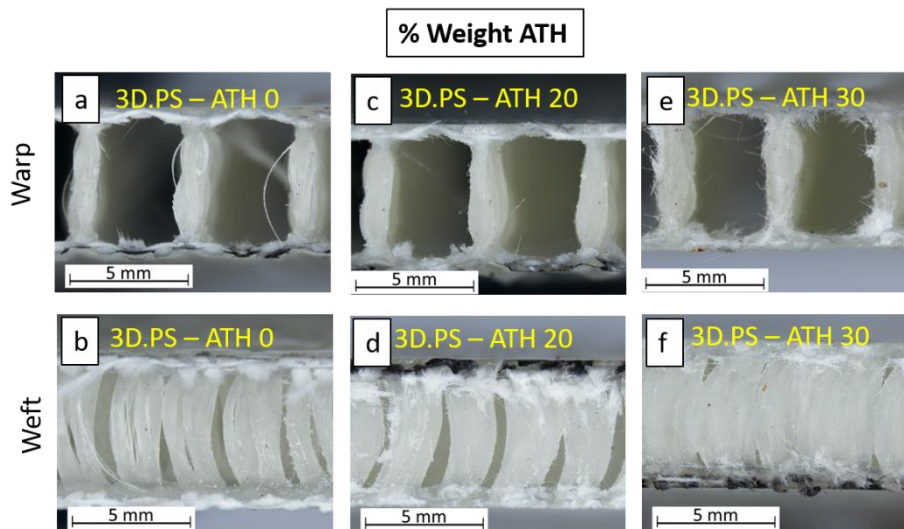 % Weight ATH
Warp
a
3D.PS – ATH 0
5 mm
c
3D.PS – ATH 20
5 mm
e
3D.PS – ATH 30
5 mm
Weft
b
3D.PS – ATH 0
5 mm
d
3D.PS – ATH 20
5 mm
f
3D.PS – ATH 30
5 mm